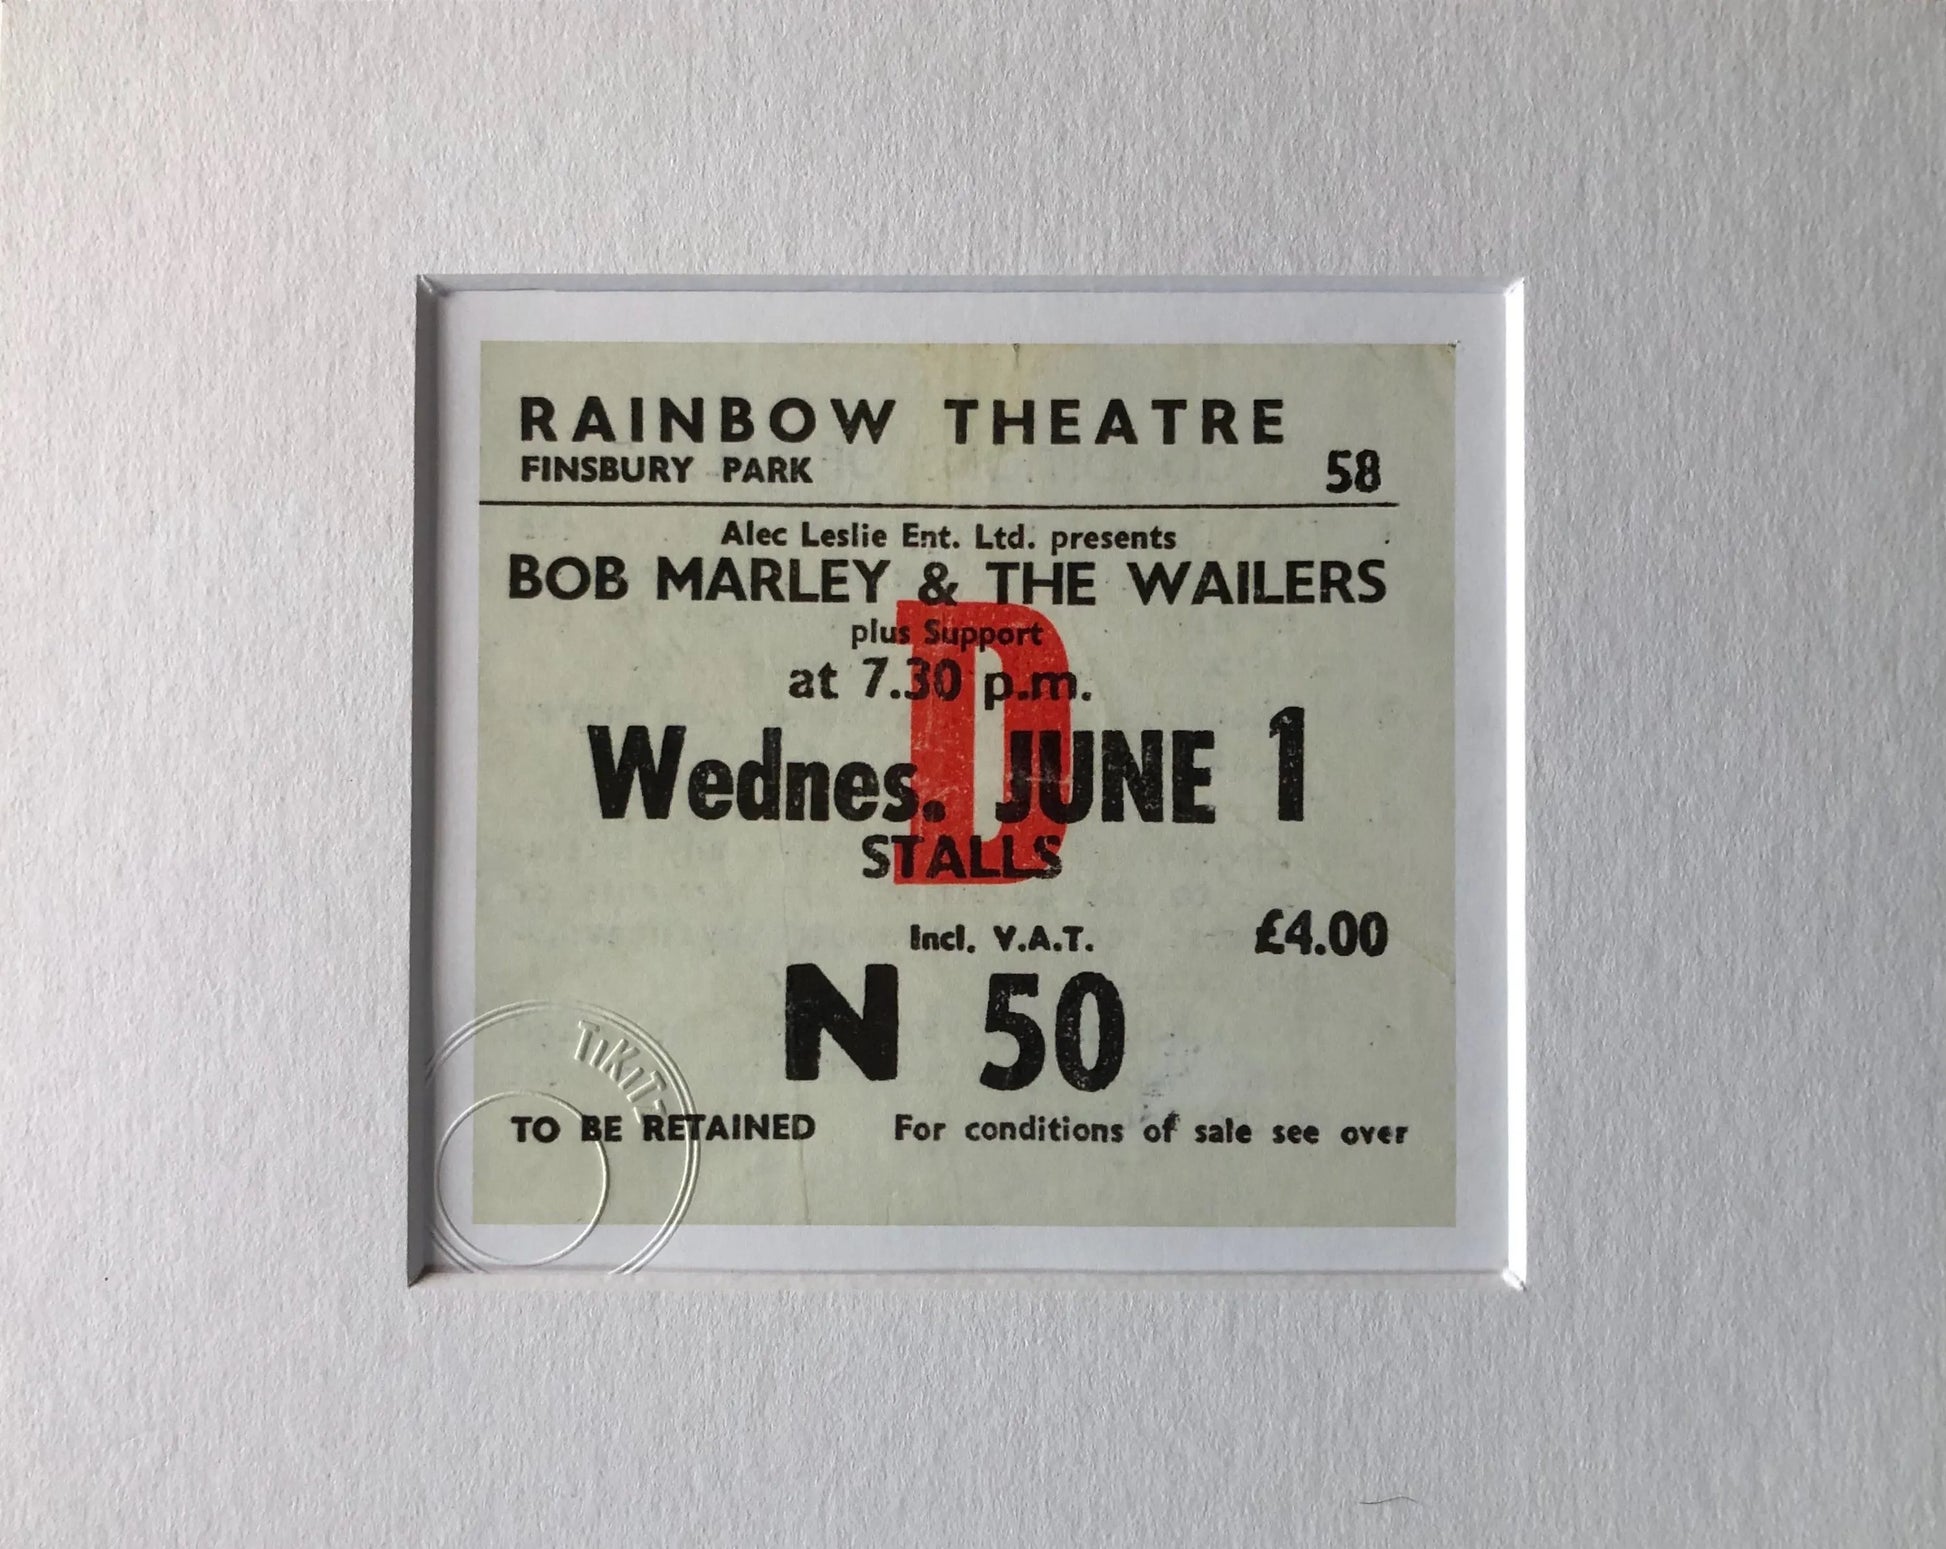 RAINBOW THEATRE
FINSBURY PARK
58
Alec Leslie Ent. Ltd. presents
BOB MARLEY & THE WAILERS
plus Support
at 7.30 p.m.
D
Wednes. JUNE 1
STALLS
Incl. V.A.T. £4.00
N 50
TiKiTz
TO BE RETAINED For conditions of sale see over